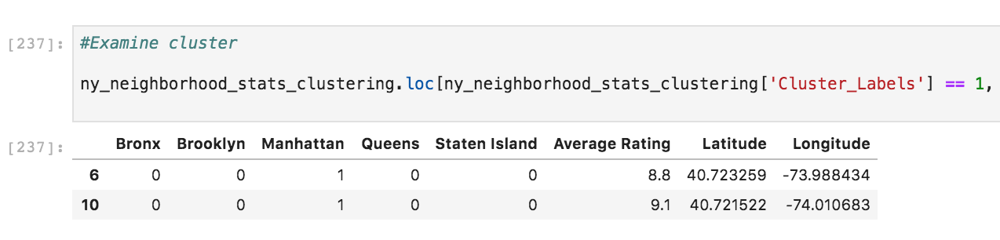 [237]: #Examine cluster
ny_neighborhood_stats_clustering.loc[ny_neighborhood_stats_clustering['Cluster_Labels'] == 1,
[237]: Bronx Brooklyn Manhattan Queens Staten Island Average Rating Latitude Longitude
6 0 0 1 0 0 8.8 40.723259 -73.988434
10 0 0 1 0 0 9.1 40.721522 -74.010683